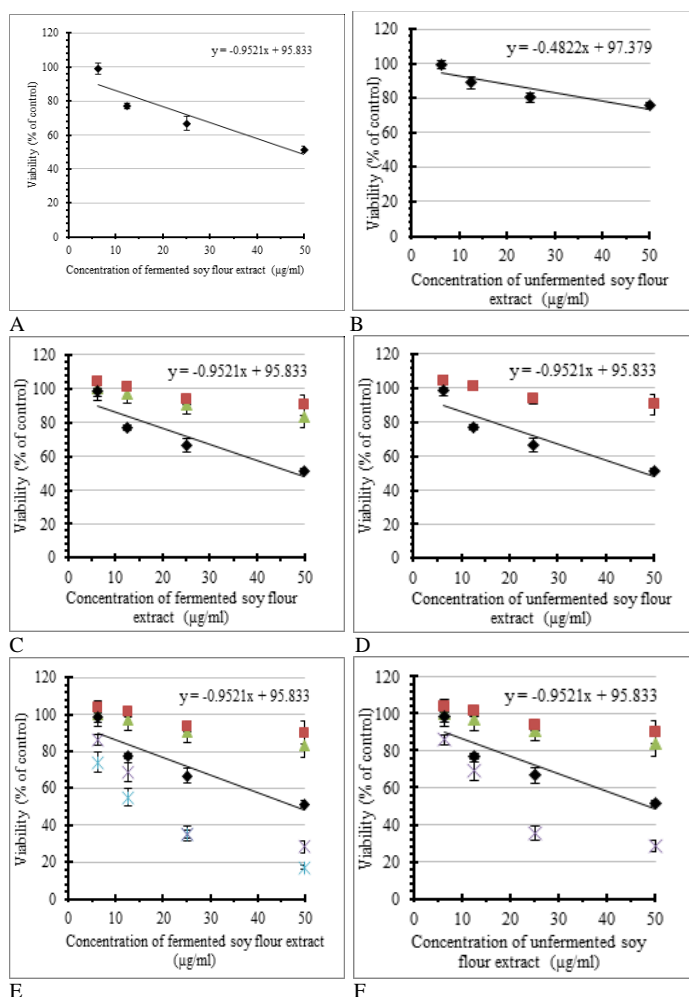 120
100
80
60
40
20
0
Viability (% of control)
y = -0.9521x + 95.833
0 10 20 30 40 50
Concentration of fermented soy flour extract (µg/ml)
A
120
100
80
60
40
20
0
Viability (% of control)
y = -0.4822x + 97.379
0 10 20 30 40 50
Concentration of unfermented soy flour
extract (µg/ml)
B
120
100
80
60
40
20
0
Viability (% of control)
y = -0.9521x + 95.833
0 10 20 30 40 50
Concentration of fermented soy flour
extract (µg/ml)
C
120
100
80
60
40
20
0
Viability (% of control)
y = -0.9521x + 95.833
0 10 20 30 40 50
Concentration of unfermented soy flour
extract (µg/ml)
D
120
100
80
60
40
20
0
Viability (% of control)
y = -0.9521x + 95.833
0 10 20 30 40 50
Concentration of fermented soy flour extract
(µg/ml)
E
120
100
80
60
40
20
0
Viability (% of control)
y = -0.9521x + 95.833
0 10 20 30 40 50
Concentration of unfermented soy
flour extract (µg/ml)
F